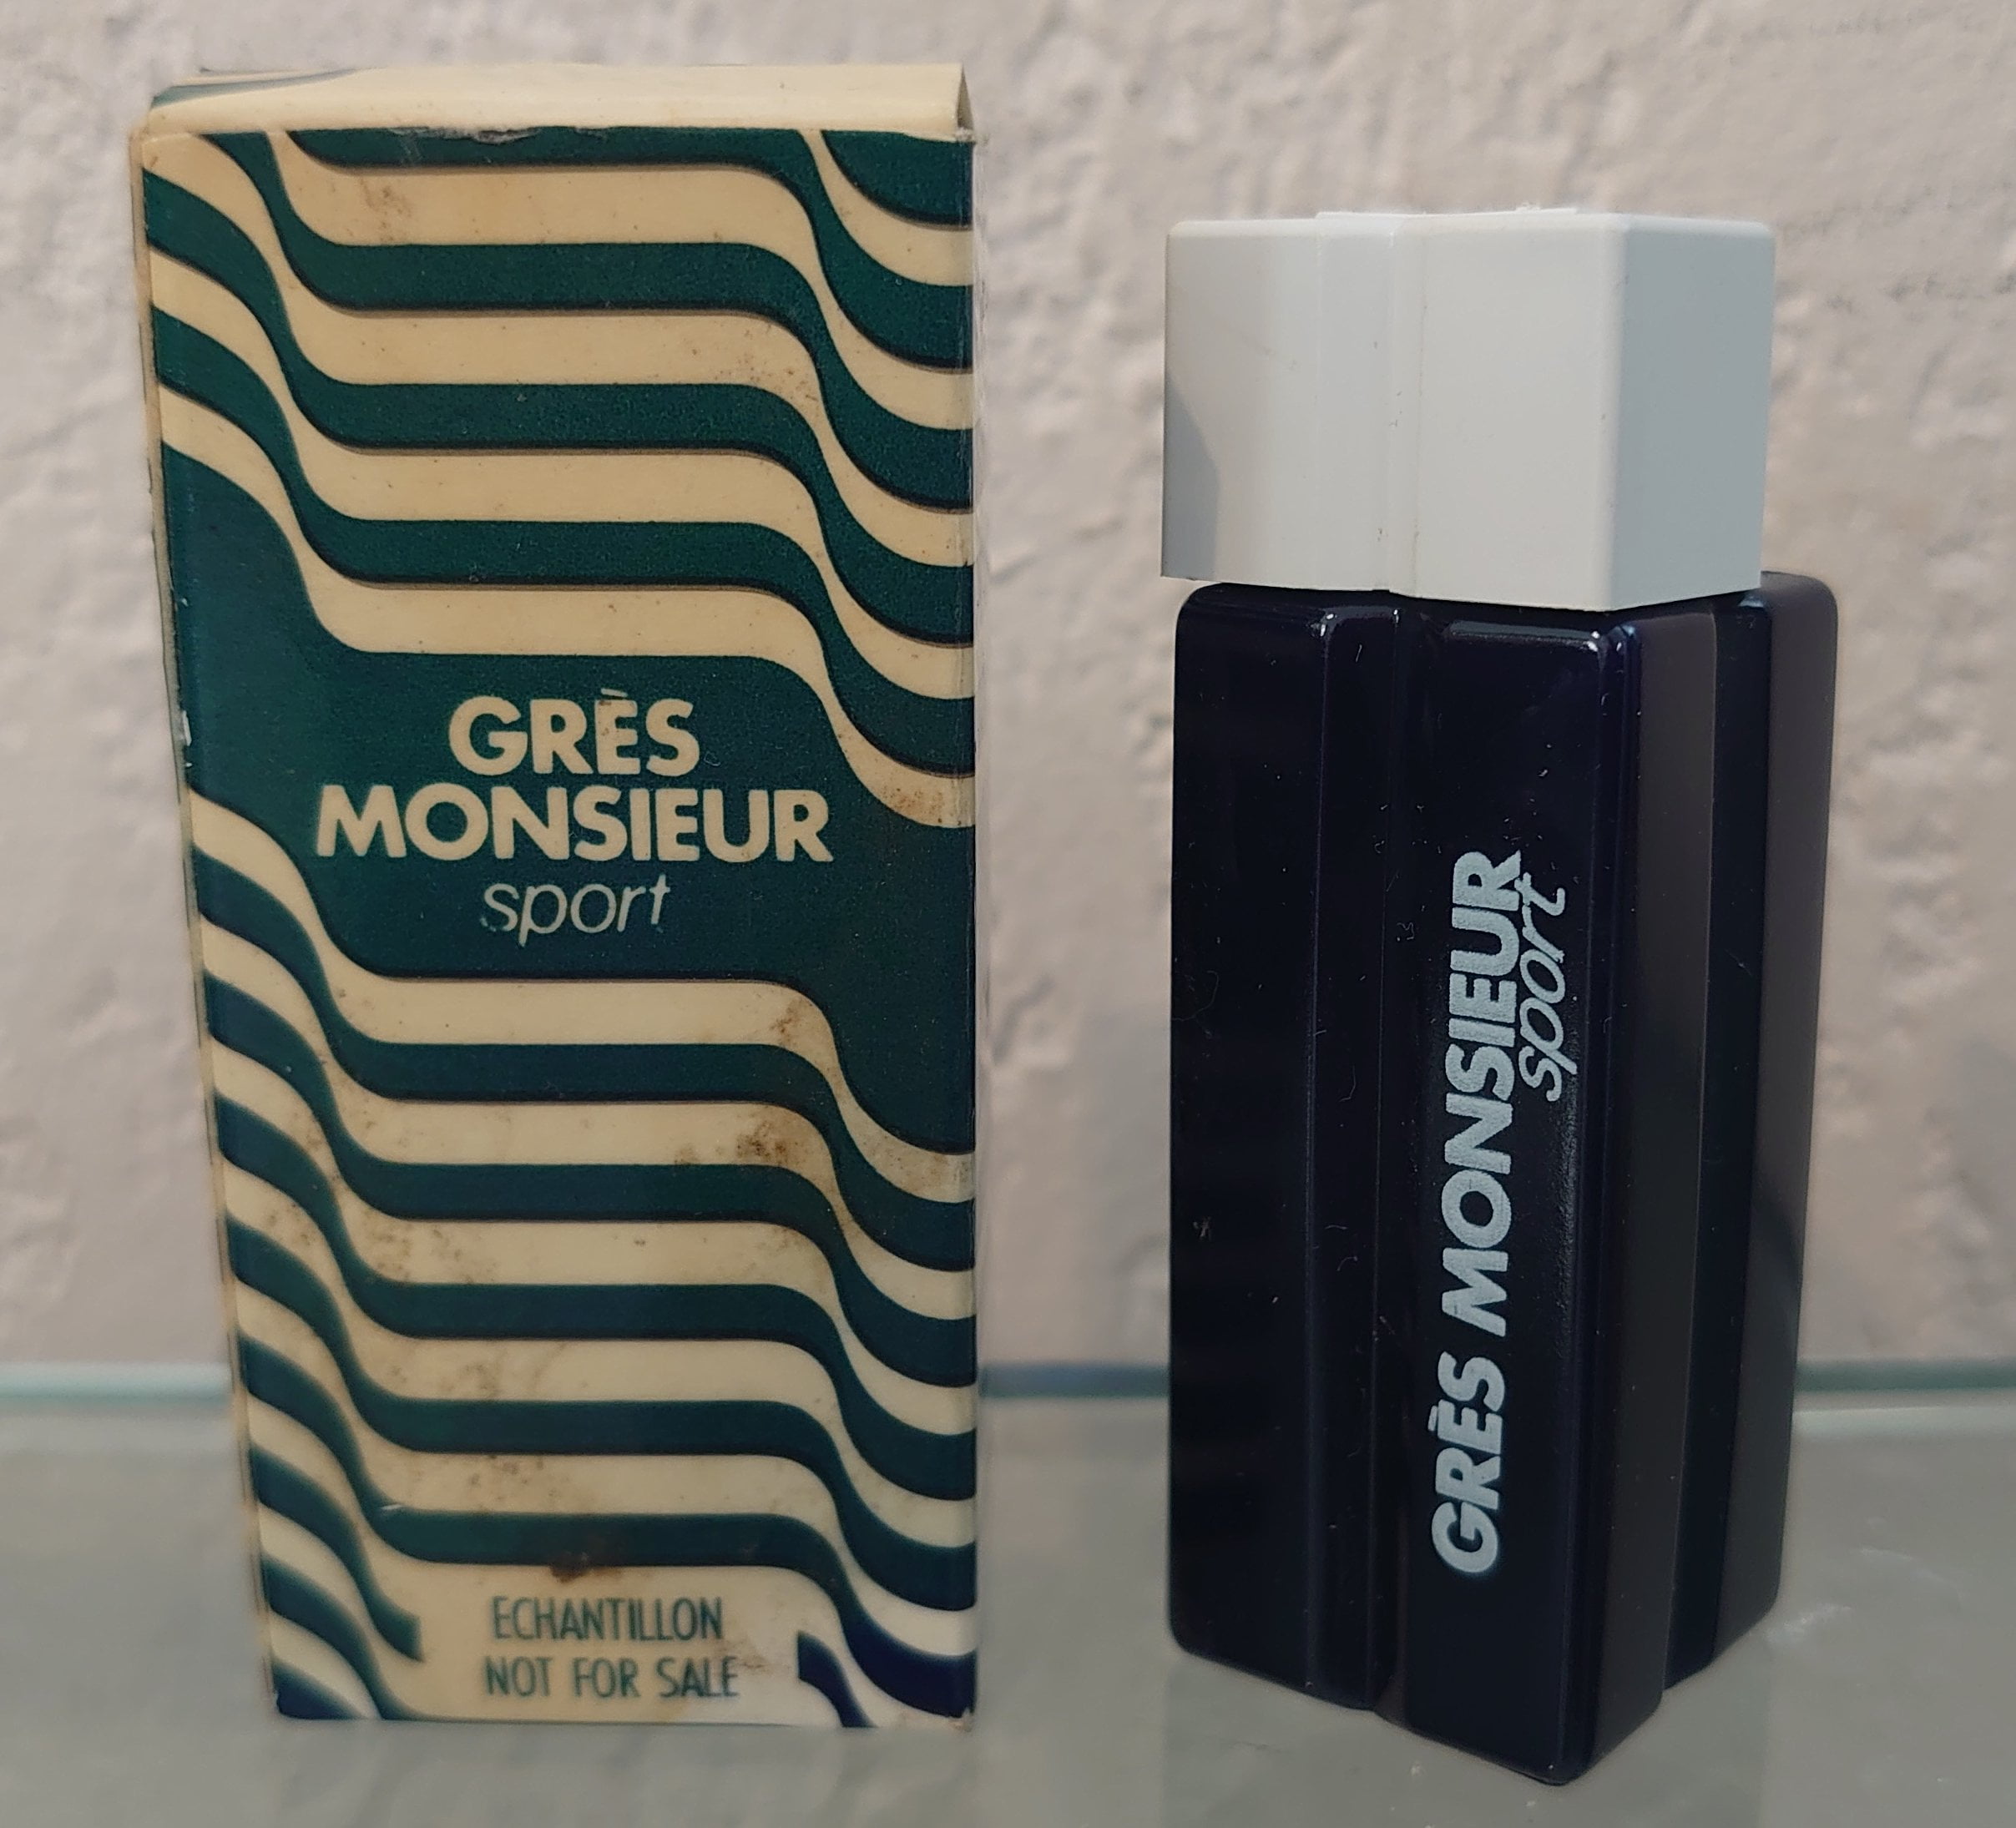 GRÈS
MONSIEUR
sport
ECHANTILLON
NOT FOR SALE
GRÈS MONSIEUR
sport